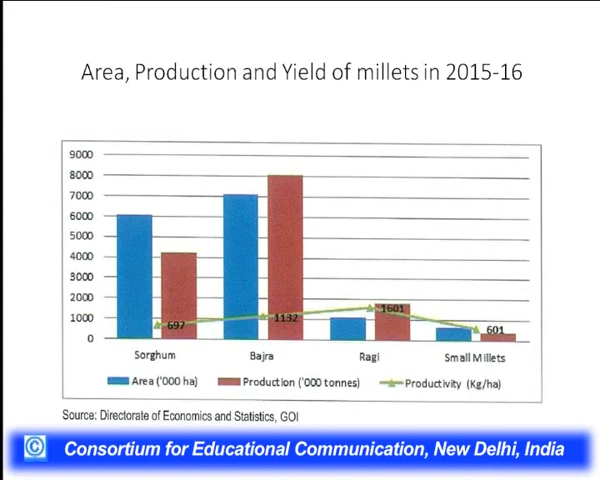 Area, Production and Yield of millets in 2015-16
9000
8000
7000
6000
5000
4000
3000
2000
1000
0
697
1132
1601
601
Sorghum Bajra Ragi Small Millets
Area ('000 ha) Production ('000 tonnes) Productivity (Kg/ha)
Source: Directorate of Economics and Statistics, GOI
© Consortium for Educational Communication, New Delhi, India